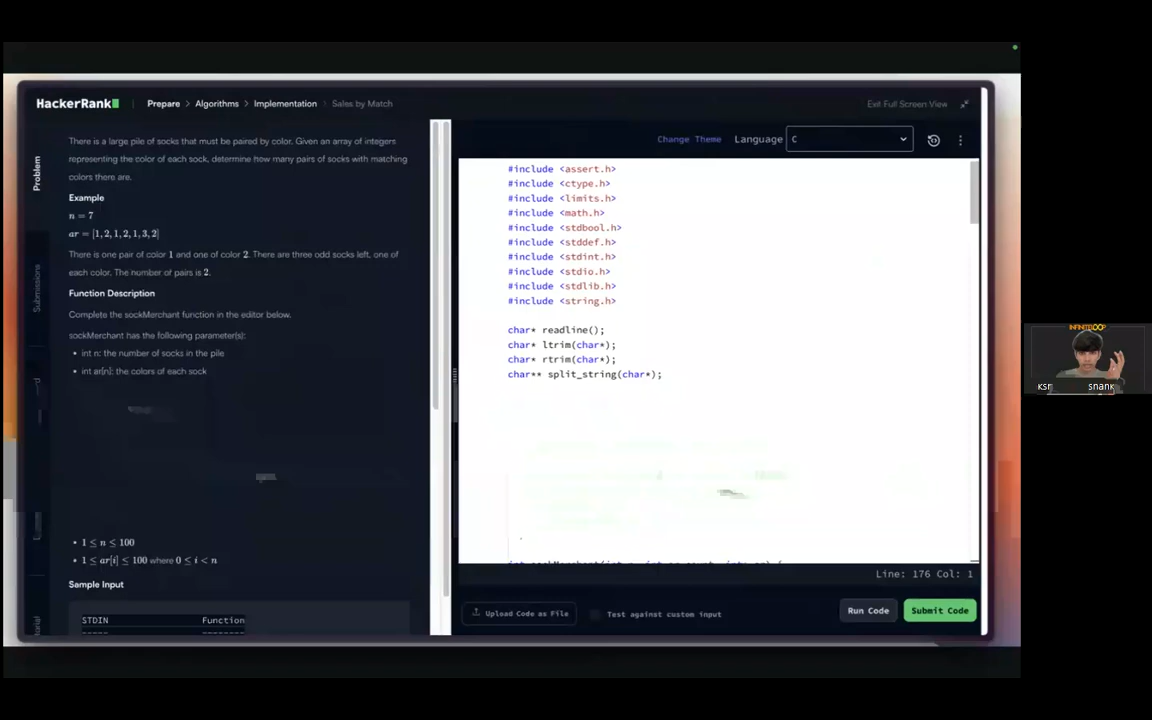 HackerRank
Prepare > Algorithms > Implementation > Sales by Match
Exit Full Screen View
Problem
Submissions
There is a large pile of socks that must be paired by color. Given an array of integers
representing the color of each sock, determine how many pairs of socks with matching
colors there are.
Example
n = 7
ar = [1,2,1,2,1,3,2]
There is one pair of color 1 and one of color 2. There are three odd socks left, one of
each color. The number of pairs is 2.
Function Description
Complete the sockMerchant function in the editor below.
sockMerchant has the following parameter(s):
• int n: the number of socks in the pile
• int ar[n]: the colors of each sock
• 1 ≤ n ≤ 100
• 1 ≤ ar[i] ≤ 100 where 0 ≤ i < n
Sample Input
STDIN Function
Change Theme Language C
#include <assert.h>
#include <ctype.h>
#include <limits.h>
#include <math.h>
#include <stdbool.h>
#include <stddef.h>
#include <stdint.h>
#include <stdio.h>
#include <stdlib.h>
#include <string.h>
char* readline();
char* ltrim(char*);
char* rtrim(char*);
char** split_string(char*);
Line: 176 Col: 1
Upload Code as File
Test against custom input
Run Code
Submit Code
INFINITELOOP